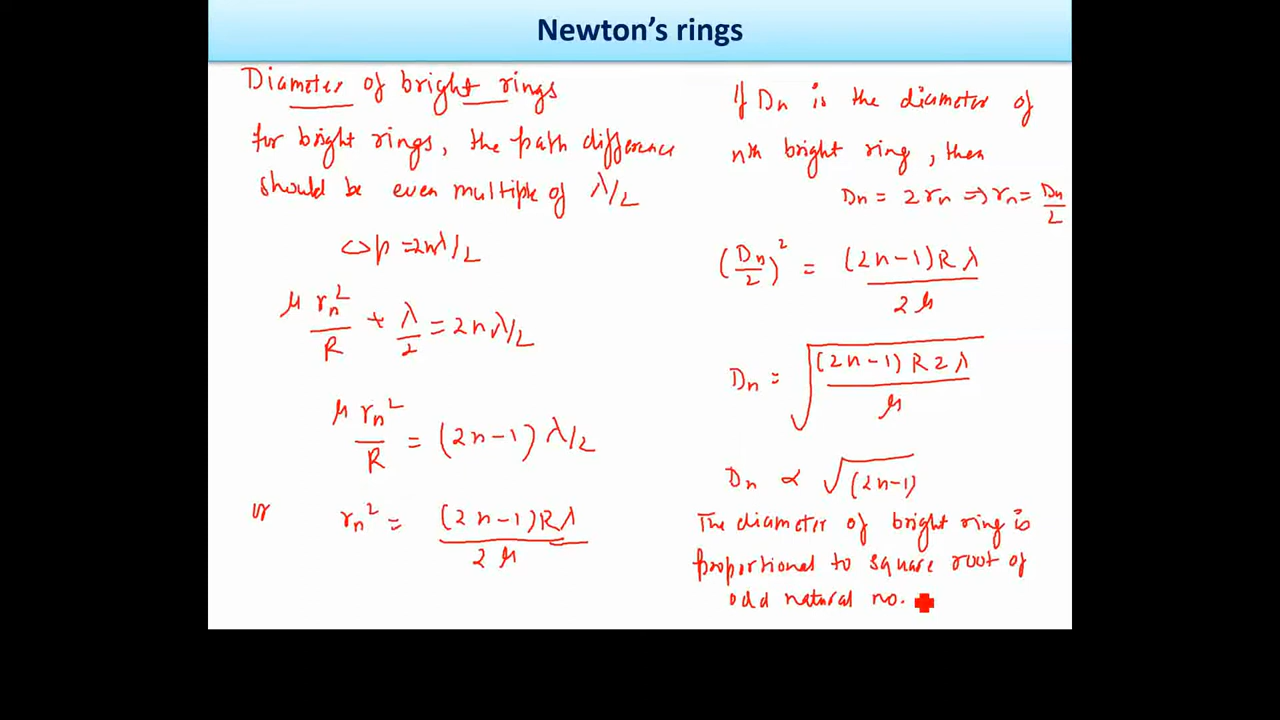 Newton's rings
Diameter of bright rings
for bright rings, the path difference
should be even multiple of λ/2
⇔ p = 2nλ/2
μ rₙ²/R + λ/2 = 2nλ/2
μ rₙ²/R = (2n-1) λ/2
or rₙ² = (2n-1)Rλ / 2μ
If Dn is the diameter of
nth bright ring, then
Dn = 2rn ⇒ rn = Dn/2
(Dn/2)² = (2n-1)Rλ / 2μ
Dn = √((2n-1) R 2 λ / μ)
Dn ∝ √(2n-1)
The diameter of bright ring is
proportional to square root of
odd natural no.